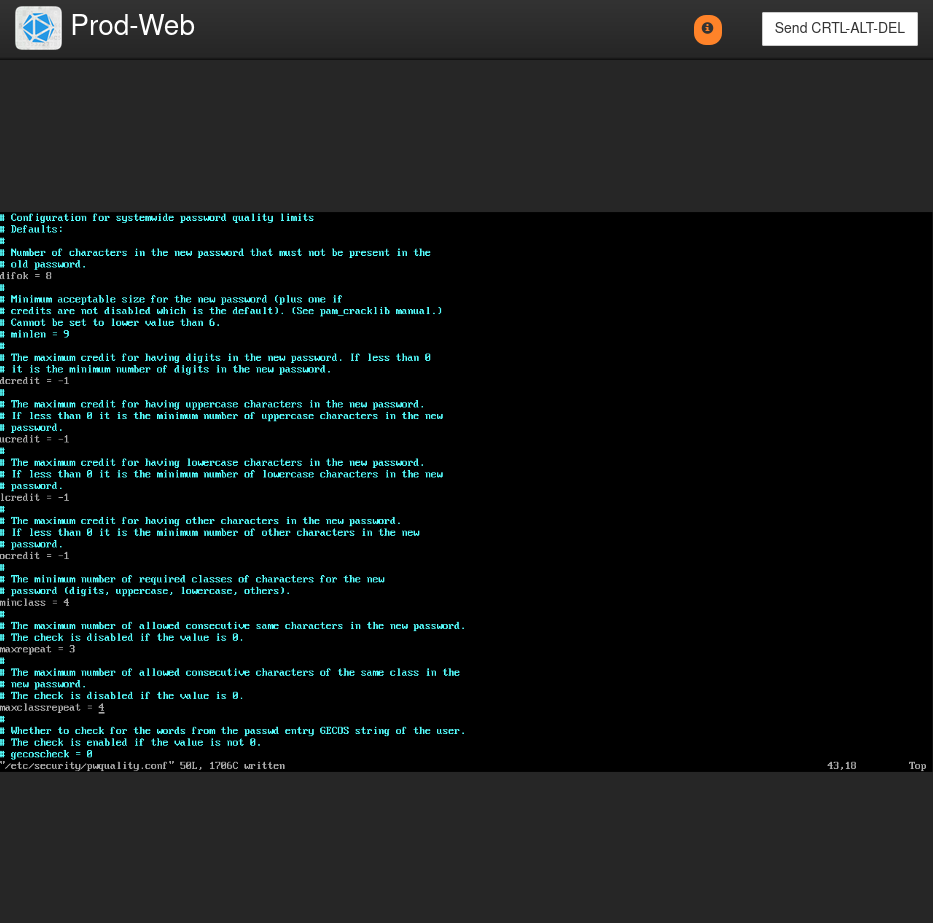 Prod-Web
Send CRTL-ALT-DEL
# Configuration for systemwide password quality limits
# Defaults:
#
# Number of characters in the new password that must not be present in the
# old password.
difok = 8
#
# Minimum acceptable size for the new password (plus one if
# credits are not disabled which is the default). (See pam_cracklib manual.)
# Cannot be set to lower value than 6.
# minlen = 9
#
# The maximum credit for having digits in the new password. If less than 0
# it is the minimum number of digits in the new password.
dcredit = -1
#
# The maximum credit for having uppercase characters in the new password.
# If less than 0 it is the minimum number of uppercase characters in the new
# password.
ucredit = -1
#
# The maximum credit for having lowercase characters in the new password.
# If less than 0 it is the minimum number of lowercase characters in the new
# password.
lcredit = -1
#
# The maximum credit for having other characters in the new password.
# If less than 0 it is the minimum number of other characters in the new
# password.
ocredit = -1
#
# The minimum number of required classes of characters for the new
# password (digits, uppercase, lowercase, others).
minclass = 4
#
# The maximum number of allowed consecutive same characters in the new password.
# The check is disabled if the value is 0.
maxrepeat = 3
#
# The maximum number of allowed consecutive characters of the same class in the
# new password.
# The check is disabled if the value is 0.
maxclassrepeat = 4
#
# Whether to check for the words from the passwd entry GECOS string of the user.
# The check is enabled if the value is not 0.
# gecoscheck = 0
"/etc/security/pwquality.conf" 50L, 1706C written 43,18 Top